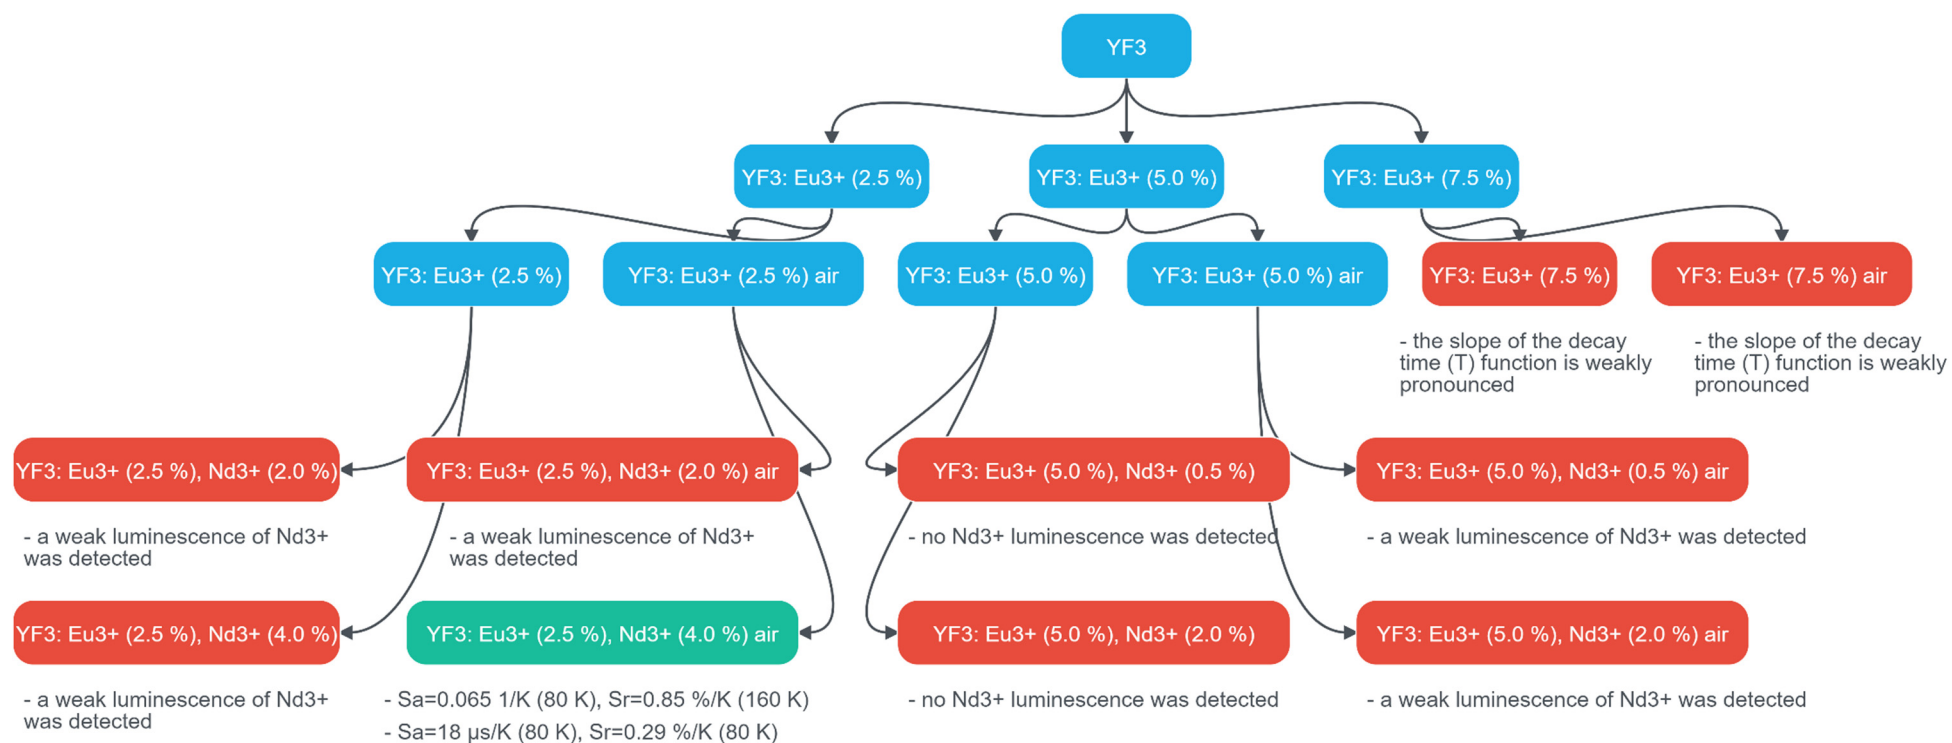 YF3
YF3: Eu3+ (2.5 %)
YF3: Eu3+ (5.0 %)
YF3: Eu3+ (7.5 %)
YF3: Eu3+ (2.5 %)
YF3: Eu3+ (2.5 %) air
YF3: Eu3+ (5.0 %)
YF3: Eu3+ (5.0 %) air
YF3: Eu3+ (7.5 %)
YF3: Eu3+ (7.5 %) air
- the slope of the decay
time (T) function is weakly
pronounced
- the slope of the decay
time (T) function is weakly
pronounced
YF3: Eu3+ (2.5 %), Nd3+ (2.0 %)
YF3: Eu3+ (2.5 %), Nd3+ (2.0 %) air
YF3: Eu3+ (5.0 %), Nd3+ (0.5 %)
YF3: Eu3+ (5.0 %), Nd3+ (0.5 %) air
- a weak luminescence of Nd3+
was detected
- a weak luminescence of Nd3+
was detected
- no Nd3+ luminescence was detected
- a weak luminescence of Nd3+ was detected
YF3: Eu3+ (2.5 %), Nd3+ (4.0 %)
YF3: Eu3+ (2.5 %), Nd3+ (4.0 %) air
YF3: Eu3+ (5.0 %), Nd3+ (2.0 %)
YF3: Eu3+ (5.0 %), Nd3+ (2.0 %) air
- a weak luminescence of Nd3+
was detected
- Sa=0.065 1/K (80 K), Sr=0.85 %/K (160 K)
- Sa=18 µs/K (80 K), Sr=0.29 %/K (80 K)
- no Nd3+ luminescence was detected
- a weak luminescence of Nd3+ was detected